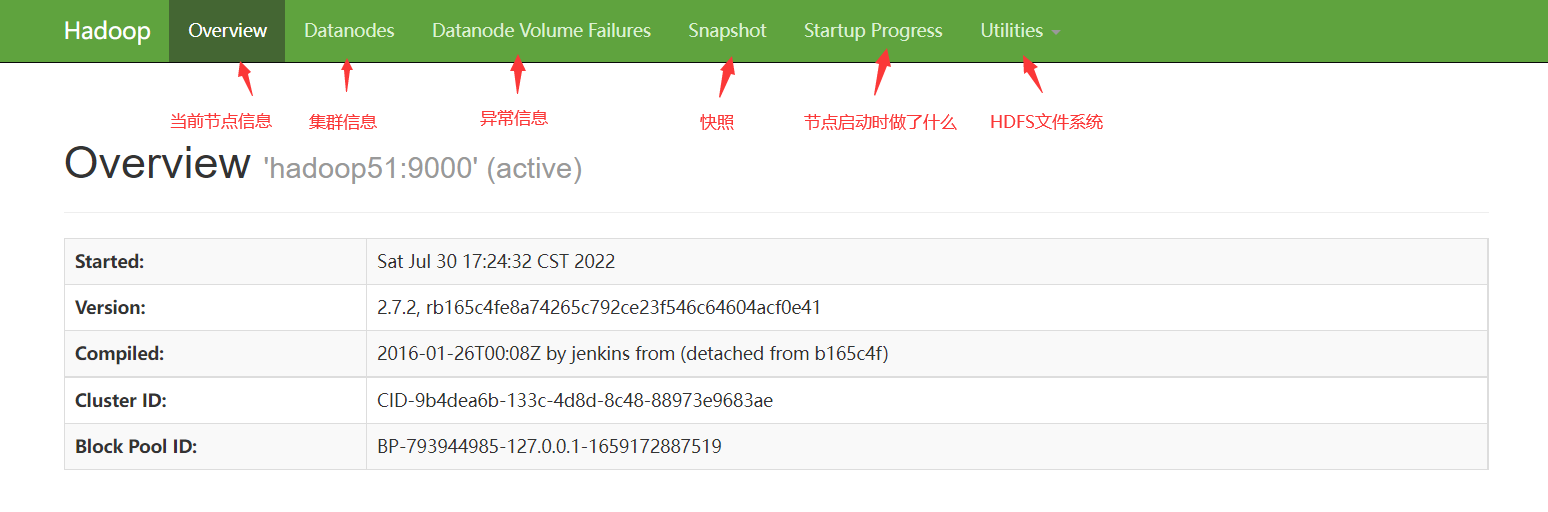 Hadoop Overview Datanodes Datanode Volume Failures Snapshot Startup Progress Utilities
当前节点信息 集群信息 异常信息 快照 节点启动时做了什么 HDFS文件系统
Overview 'hadoop51:9000' (active)
Started: Sat Jul 30 17:24:32 CST 2022
Version: 2.7.2, rb165c4fe8a74265c792ce23f546c64604acf0e41
Compiled: 2016-01-26T00:08Z by jenkins from (detached from b165c4f)
Cluster ID: CID-9b4dea6b-133c-4d8d-8c48-88973e9683ae
Block Pool ID: BP-793944985-127.0.0.1-1659172887519